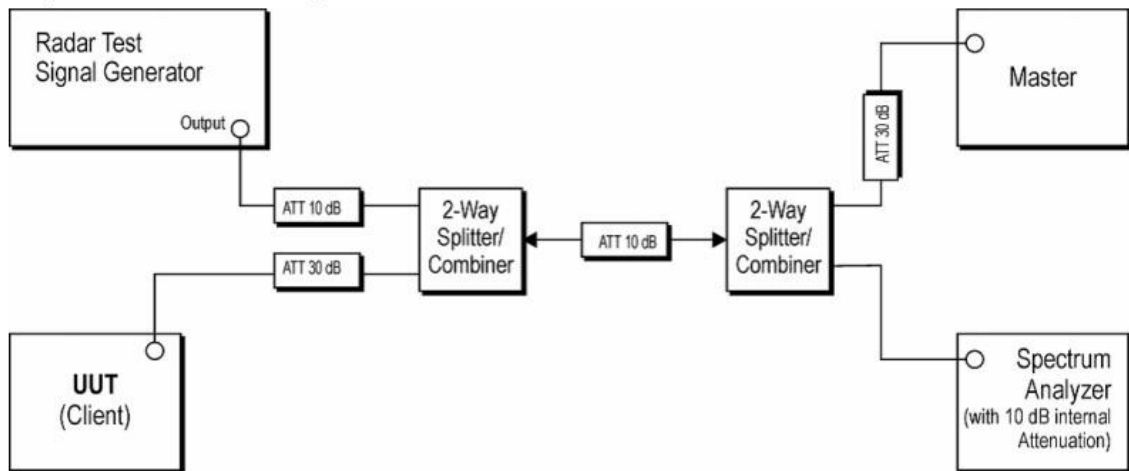 Radar Test
Signal Generator
Output
ATT 10 dB
ATT 30 dB
UUT
(Client)
2-Way
Splitter/
Combiner
ATT 10 dB
2-Way
Splitter/
Combiner
ATT 30 dB
Master
Spectrum
Analyzer
(with 10 dB internal
Attenuation)